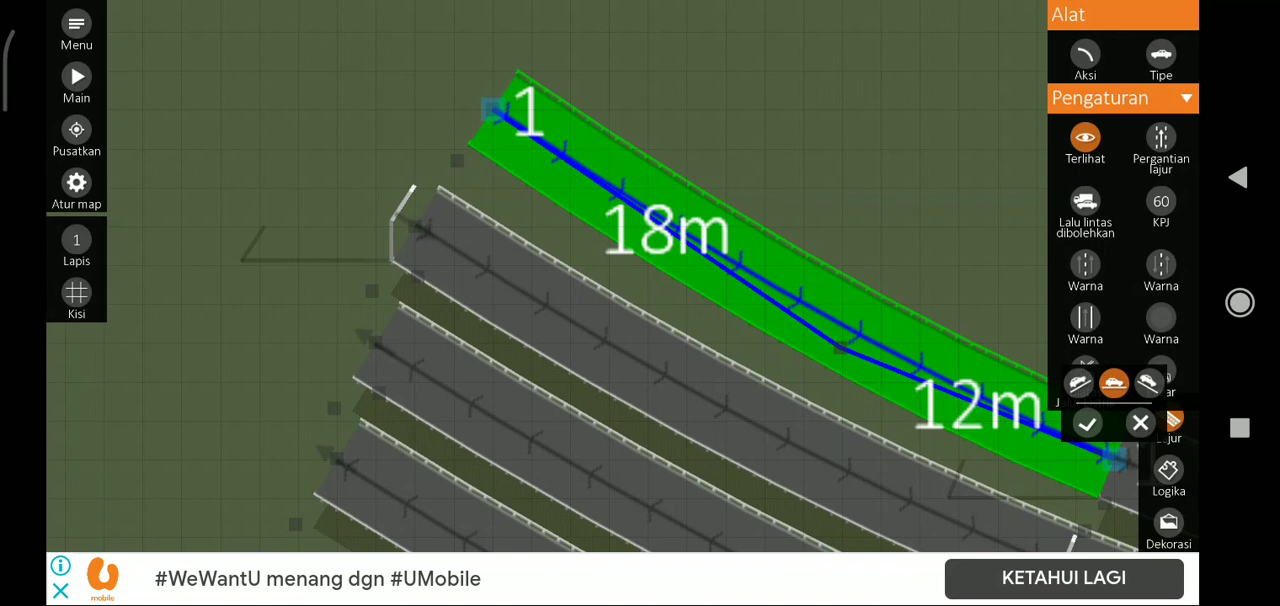 Menu
Main
Pusatkan
Atur map
1
Lapis
Kisi
1
18m
12m
Alat
Aksi
Tipe
Pengaturan
Terlihat
Pergantian
lajur
Lalu lintas
dibolehkan
60
KPJ
Warna
Warna
Warna
Warna
Logika
Dekorasi
mobile
#WeWantU menang dgn #UMobile
KETAHUI LAGI